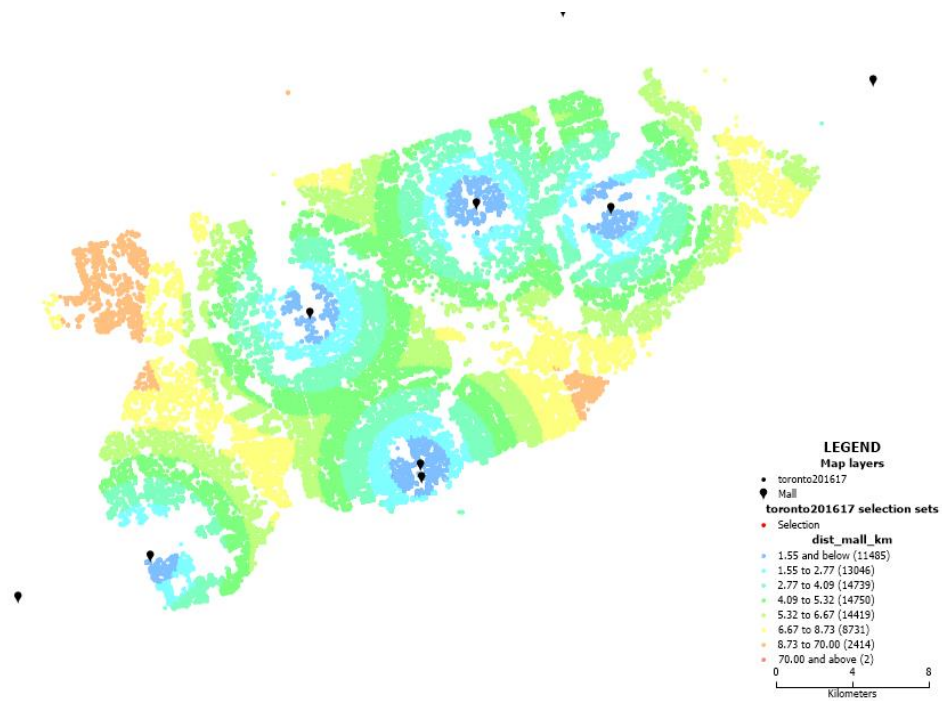 LEGEND
Map layers
toronto201617
Mall
toronto201617 selection sets
Selection
dist_mall_km
1.55 and below (11485)
1.55 to 2.77 (13046)
2.77 to 4.09 (14739)
4.09 to 5.32 (14750)
5.32 to 6.67 (14419)
6.67 to 8.73 (8731)
8.73 to 70.00 (2414)
70.00 and above (2)
0 4 8
Kilometers